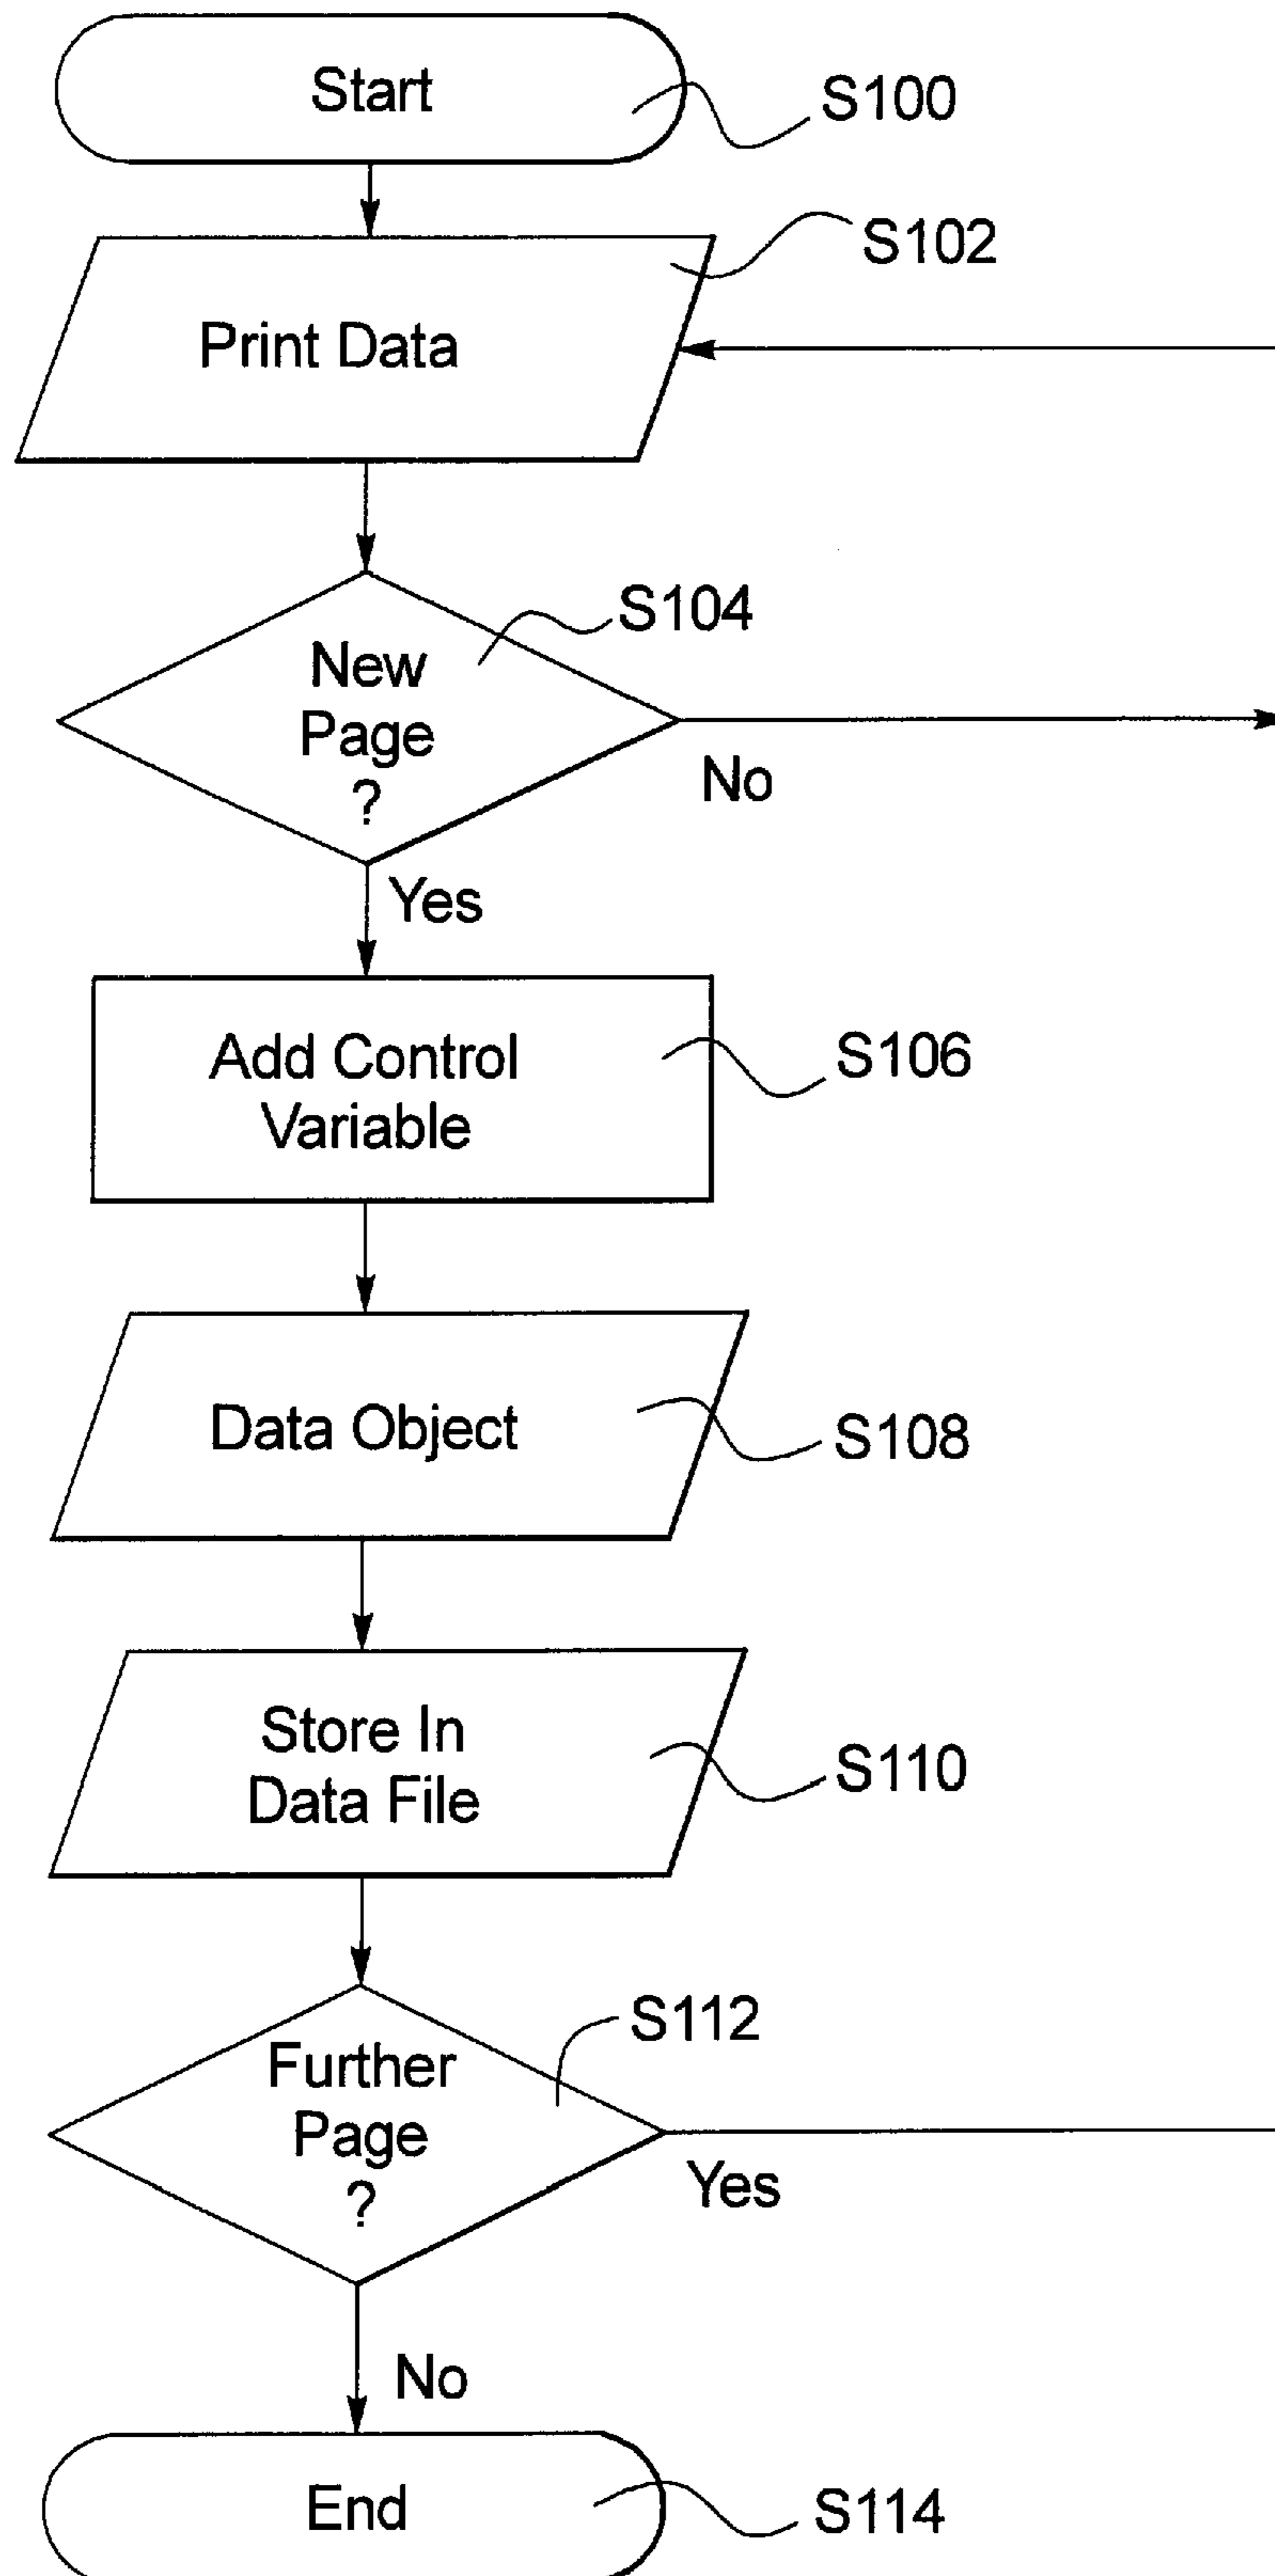 Start
S100
S102
Print Data
S104
New
Page
?
No
Yes
Add Control
Variable
S106
Data Object
S108
Store In
Data File
S110
S112
Further
Page
?
Yes
No
End
S114